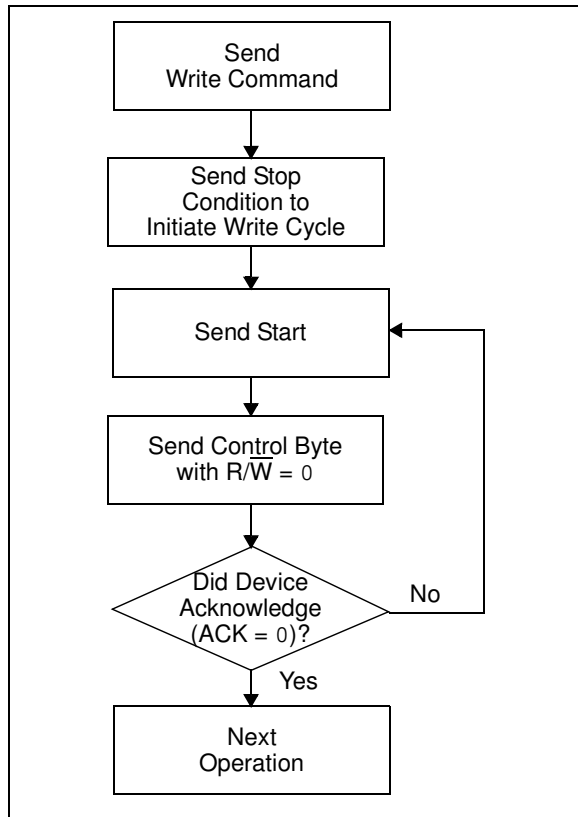 Send
Write Command
Send Stop
Condition to
Initiate Write Cycle
Send Start
Send Control Byte
with R/W̅ = 0
Did Device
Acknowledge
(ACK = 0)?
No
Yes
Next
Operation